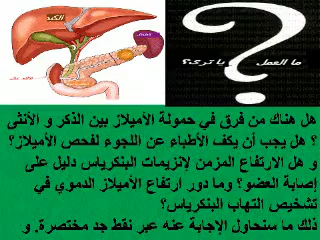 الكبد
ما العمل يا ترى؟
هل هناك من فرق في حمولة الأميلاز بين الذكر و الأنثى
؟ هل يجب أن يكف الأطباء عن اللجوء لفحص الأميلاز؟
و هل الارتفاع المزمن لإنزيمات البنكرياس دليل على
إصابة العضو؟ وما دور ارتفاع الأميلاز الدموي في
تشخيص التهاب البنكرياس؟
ذلك ما سنحاول الإجابة عنه عبر نقط جد مختصرة. و